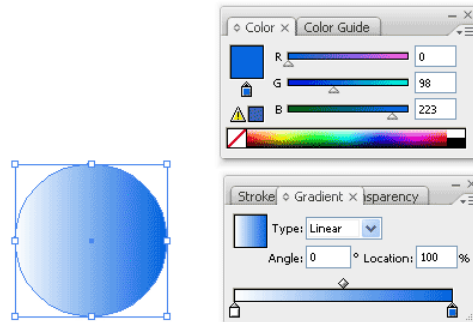 Color × Color Guide
R 0
G 98
B 223
Stroke Gradient × sparency
Type: Linear
Angle: 0 ° Location: 100 %